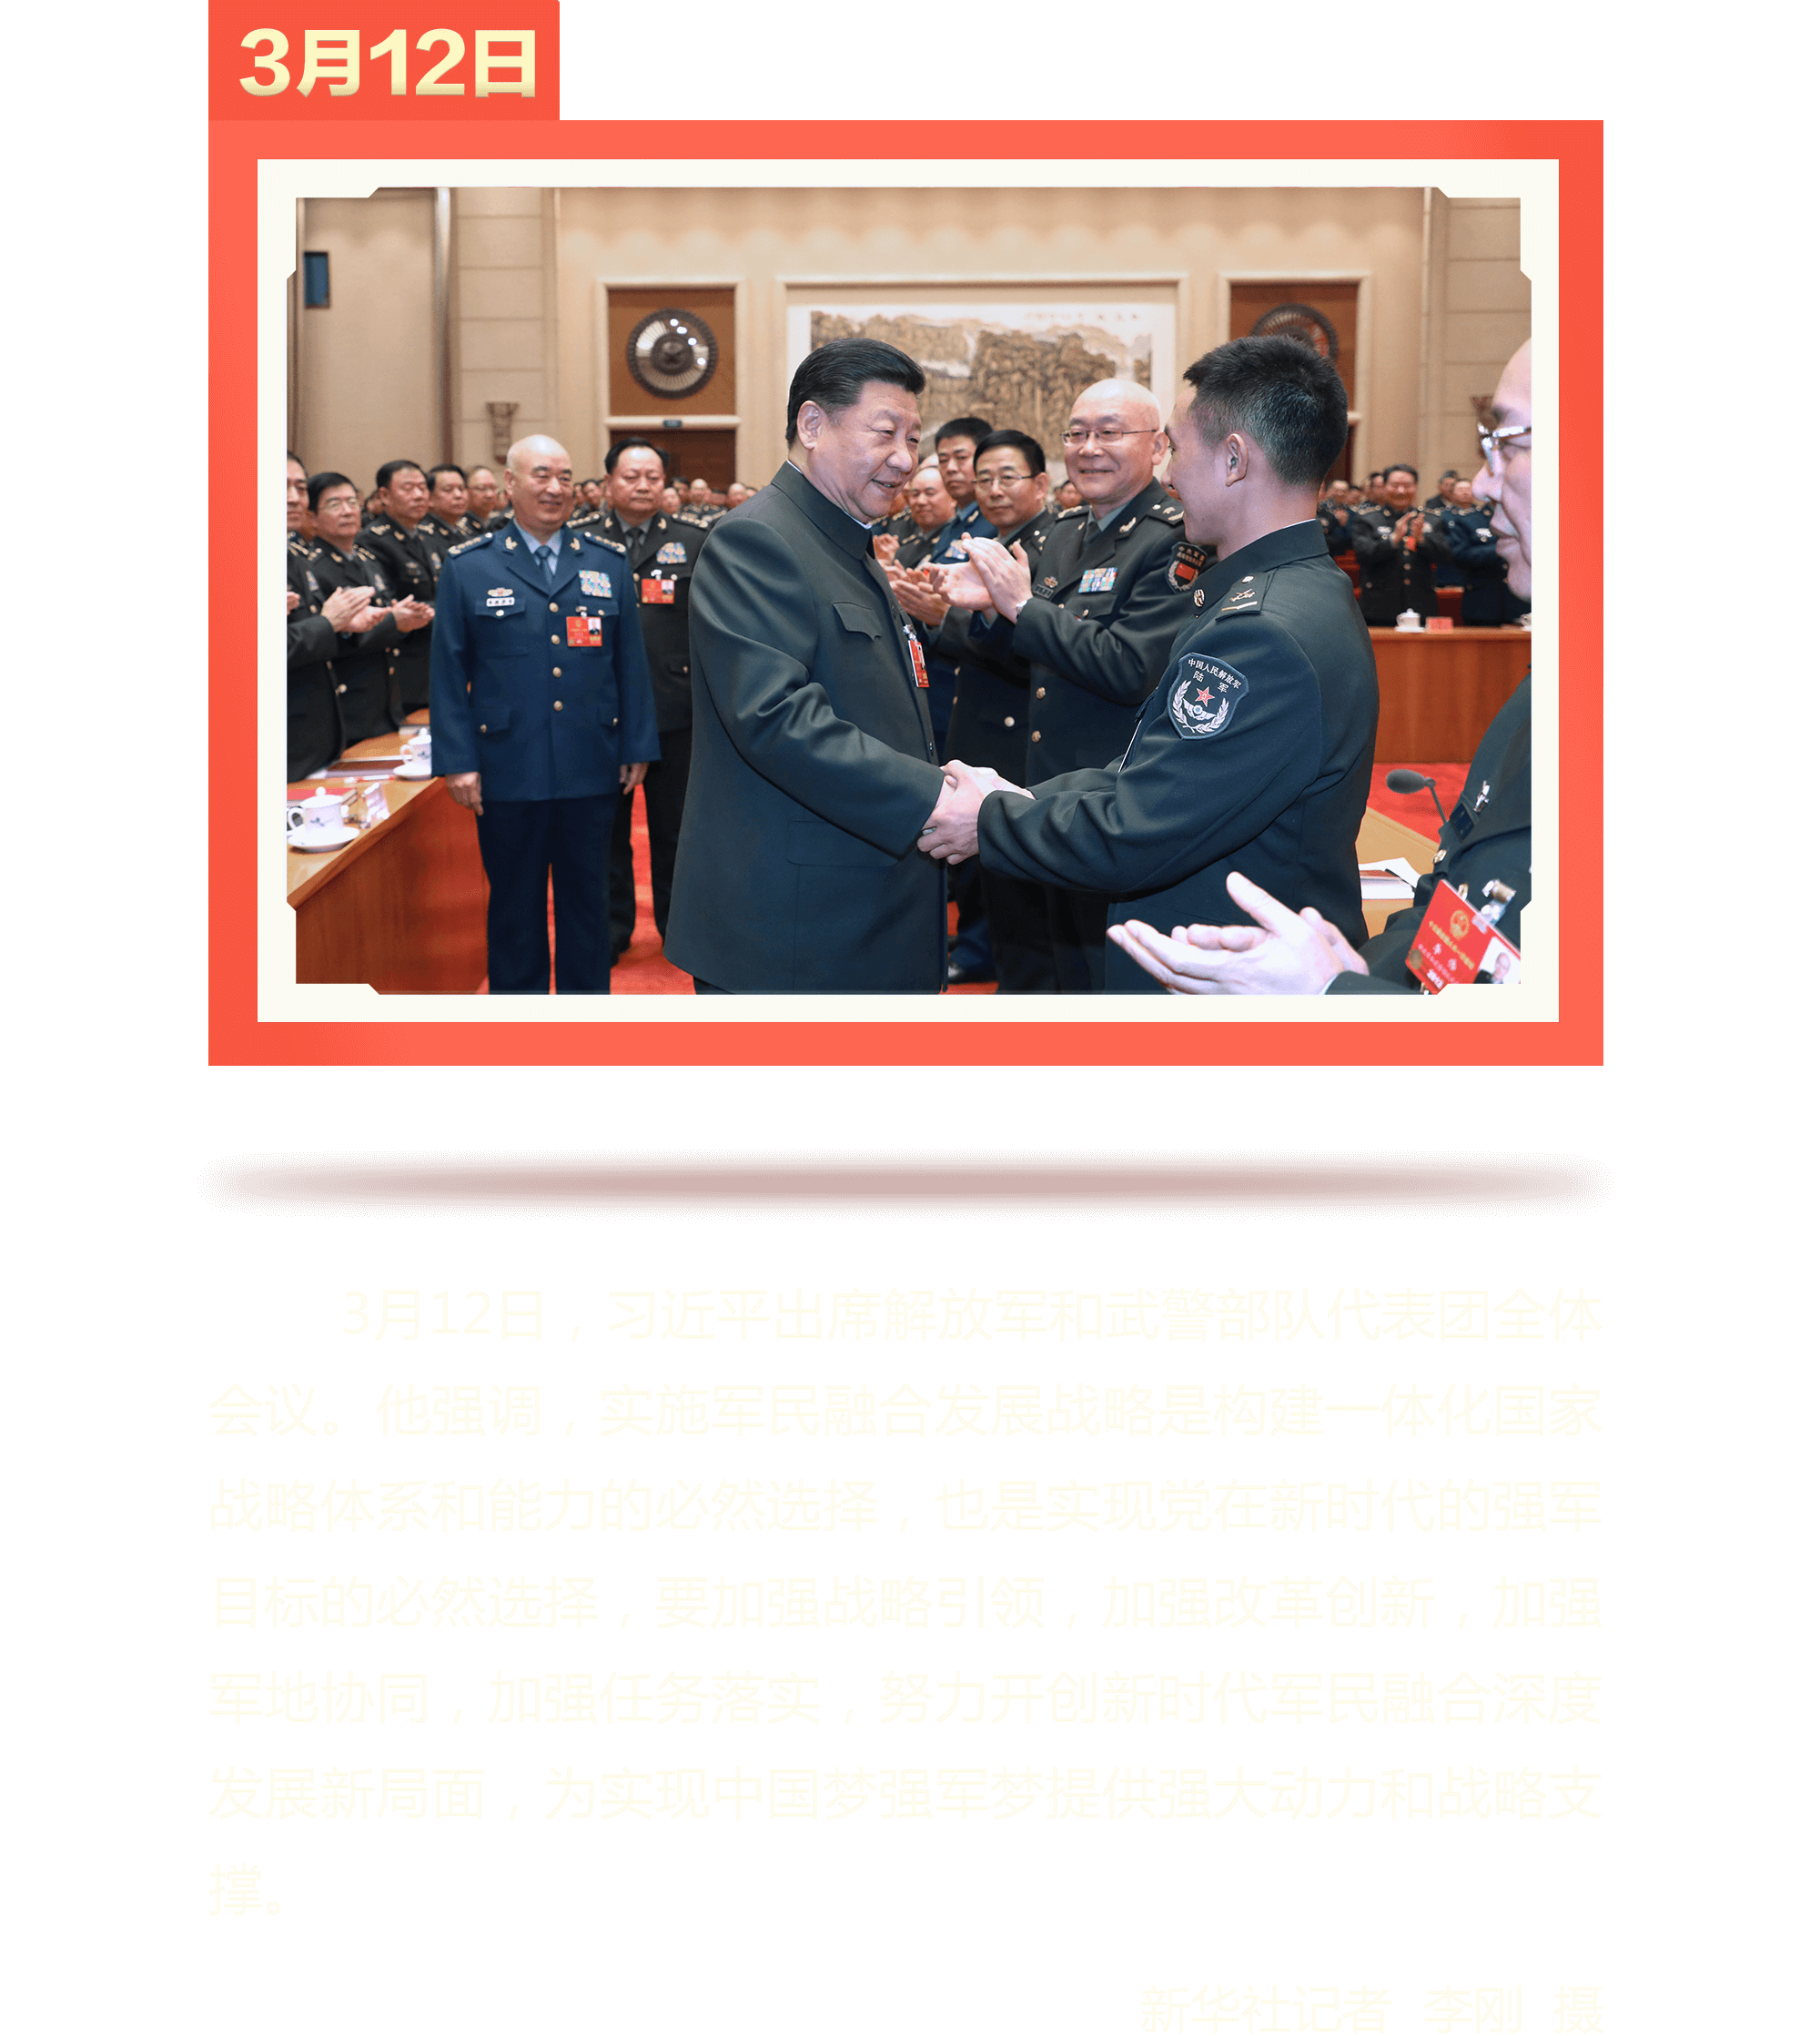 3月12日
中国人民解放军
陆 军
3月12日，习近平出席解放军和武警部队代表团全体
会议。他强调，实施军民融合发展战略是构建一体化国家
战略体系和能力的必然选择，也是实现党在新时代的强军
目标的必然选择，要加强战略引领，加强改革创新，加强
军地协同，加强任务落实，努力开创新时代军民融合深度
发展新局面，为实现中国梦强军梦提供强大动力和战略支
撑。
新华社记者 李刚 摄